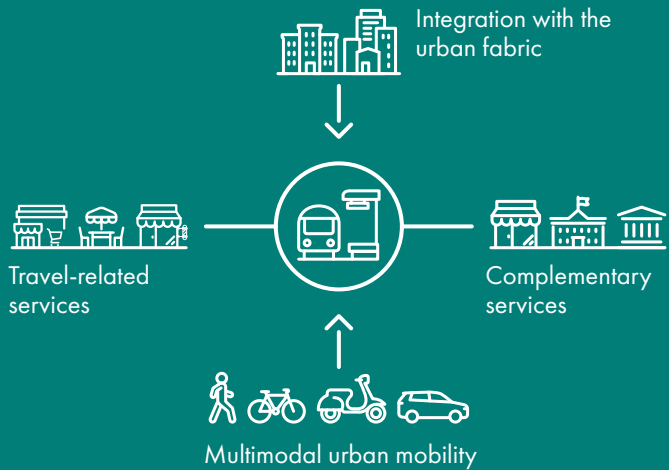 Integration with the
urban fabric
Travel-related
services
Complementary
services
Multimodal urban mobility